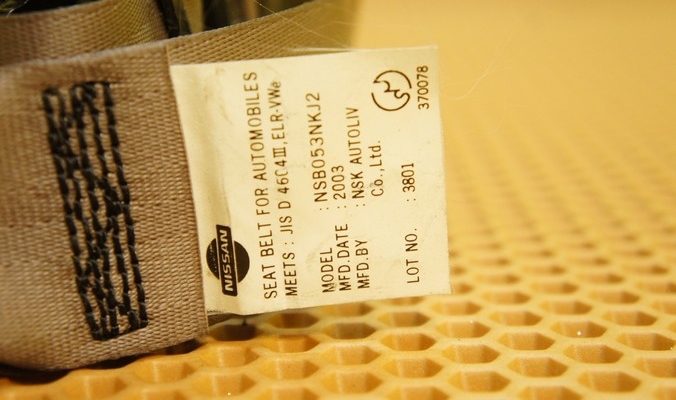 NISSAN
SEAT BELT FOR AUTOMOBILES
MEETS : JIS D 4604III, ELR-VWe
MODEL : NSB053NKJ2
MFD.DATE : 2003
MFD.BY : NSK AUTOLIV
Co.,Ltd.
LOT NO. : 3801
370078